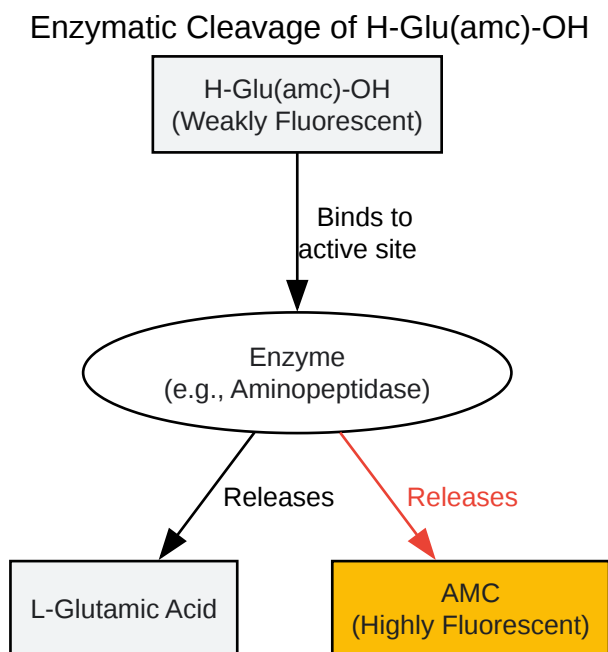 Enzymatic Cleavage of H-Glu(amc)-OH
H-Glu(amc)-OH
(Weakly Fluorescent)
Binds to
active site
Enzyme
(e.g., Aminopeptidase)
Releases
Releases
L-Glutamic Acid
AMC
(Highly Fluorescent)